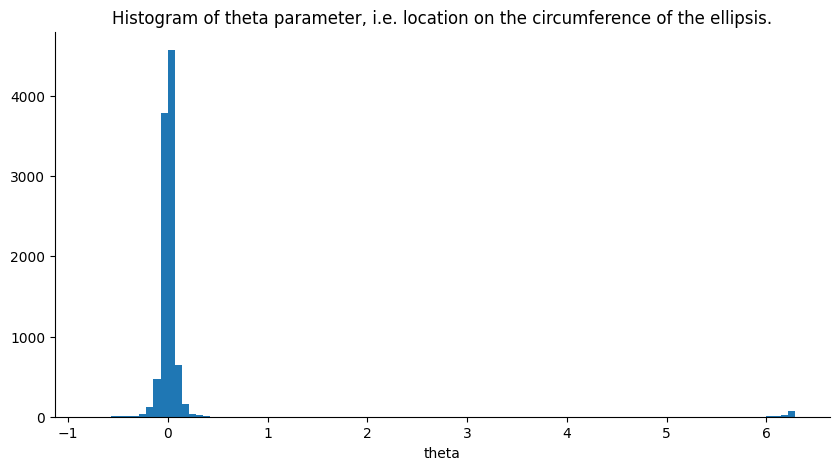 Histogram of theta parameter, i.e. location on the circumference of the ellipsis.
4000
3000
2000
1000
0
−1 0 1 2 3 4 5 6
theta